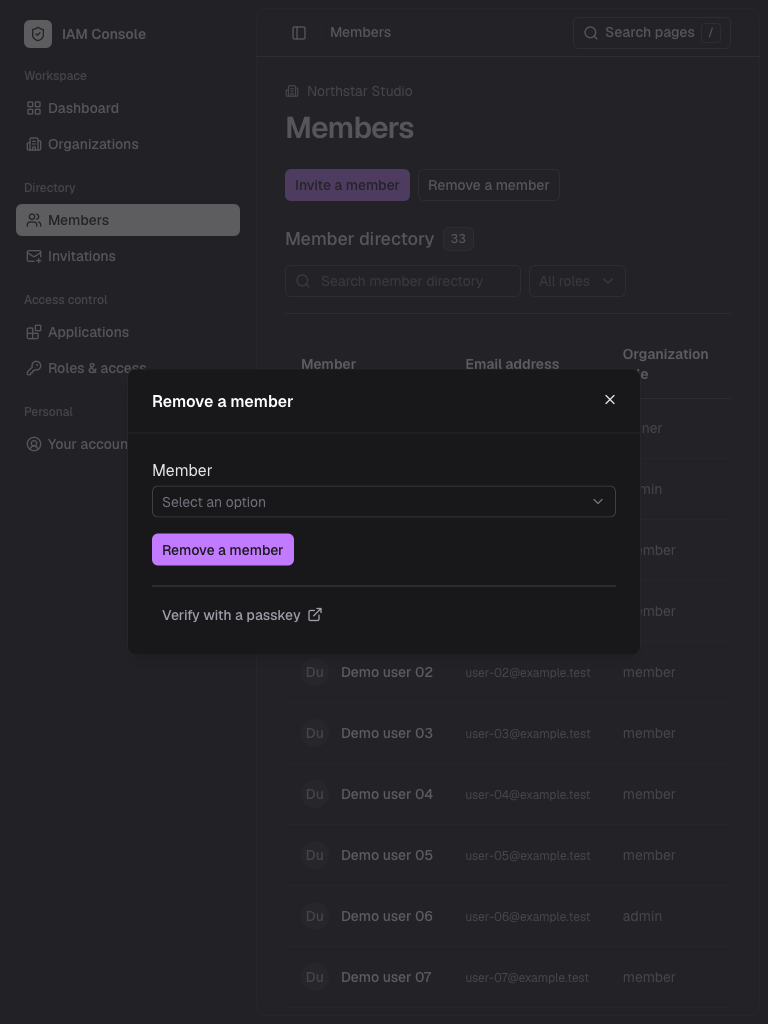 IAM Console
Workspace
Dashboard
Organizations
Directory
Members
Invitations
Access control
Applications
Roles & access
Personal
Your accoun
Members
Search pages /
Northstar Studio
Members
Invite a member
Remove a member
Member directory 33
Search member directory
All roles
Member
Email address
Organization
Remove a member
Member
Select an option
Remove a member
Verify with a passkey
Du Demo user 02 user-02@example.test member
Du Demo user 03 user-03@example.test member
Du Demo user 04 user-04@example.test member
Du Demo user 05 user-05@example.test member
Du Demo user 06 user-06@example.test admin
Du Demo user 07 user-07@example.test member